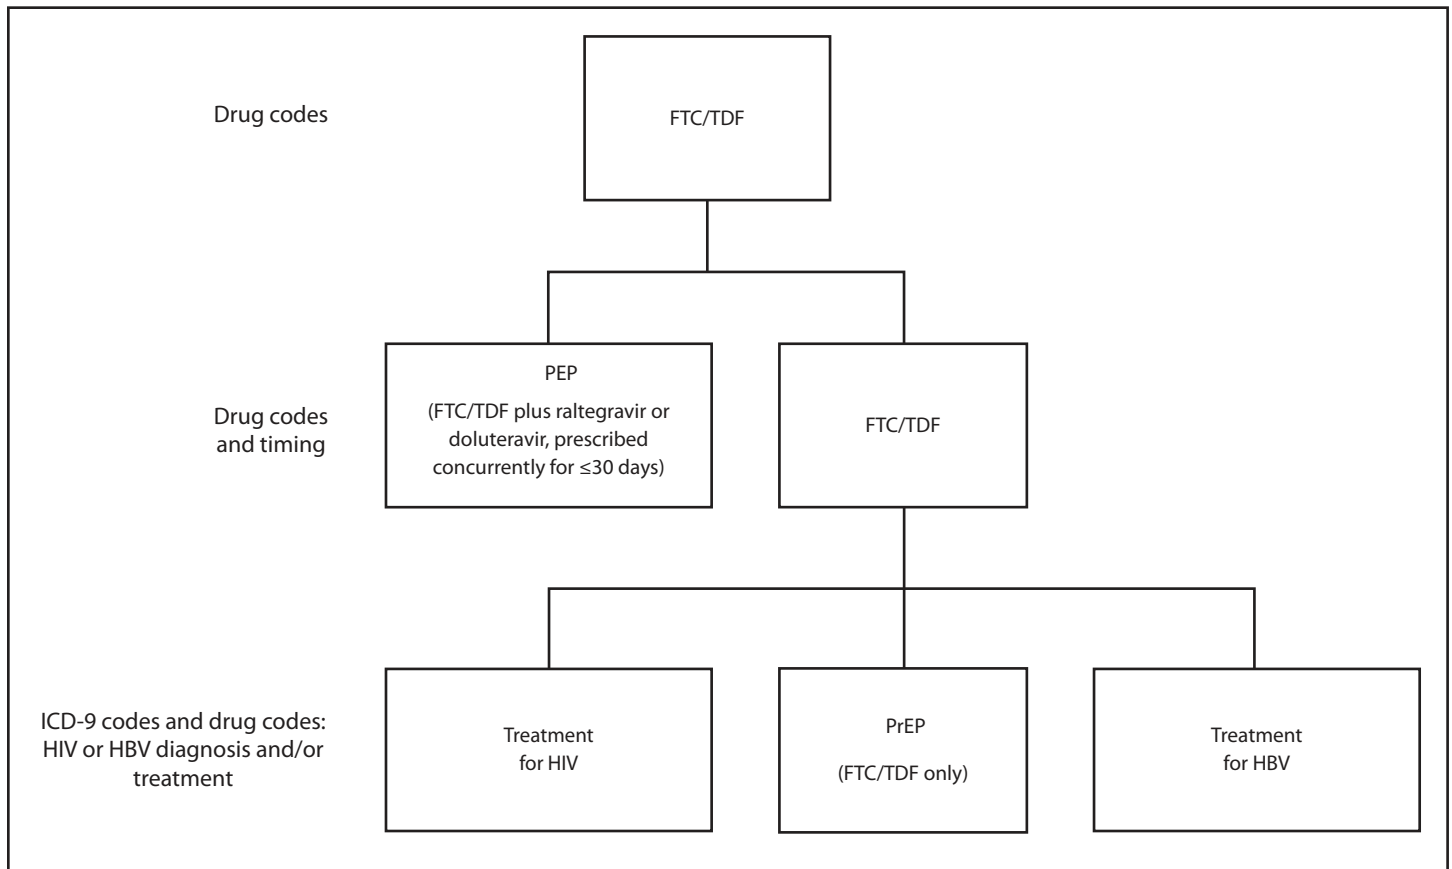 Drug codes
FTC/TDF
Drug codes
and timing
PEP
(FTC/TDF plus raltegravir or
doluteravir, prescribed
concurrently for ≤30 days)
FTC/TDF
ICD-9 codes and drug codes:
HIV or HBV diagnosis and/or
treatment
Treatment
for HIV
PrEP
(FTC/TDF only)
Treatment
for HBV